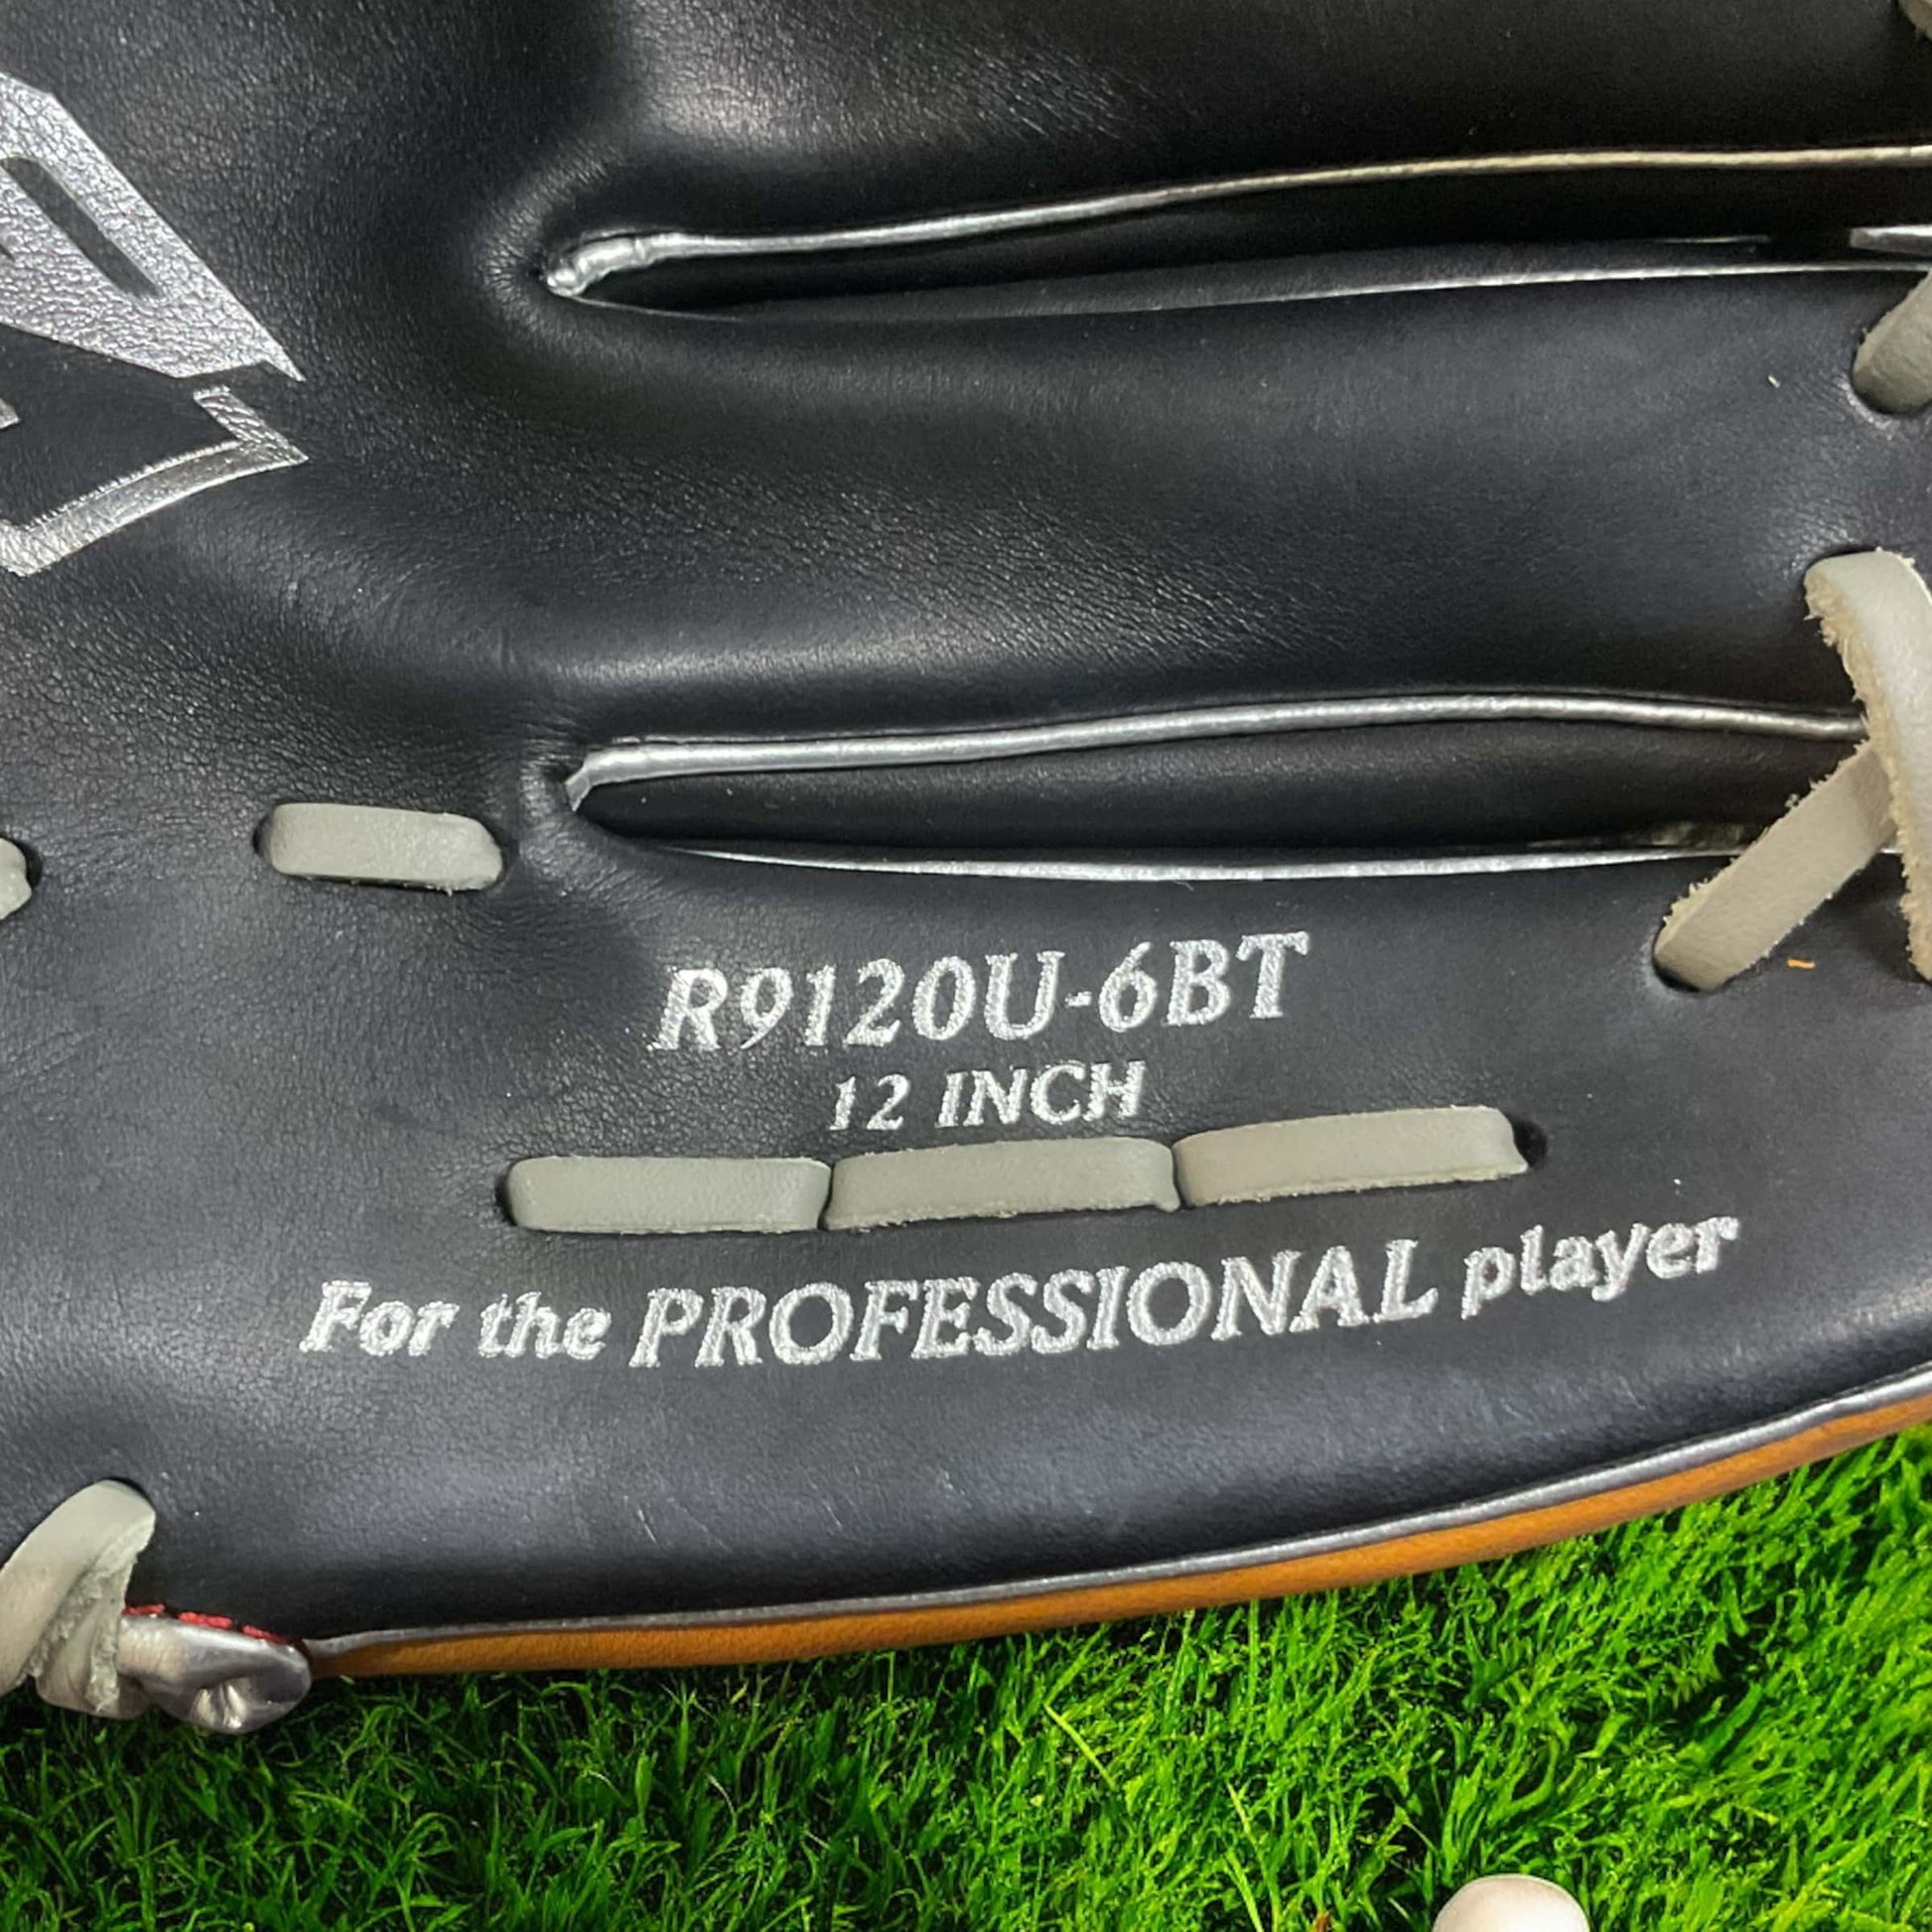 R9120U-6BT
12 INCH
For the PROFESSIONAL player